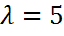 λ = 5